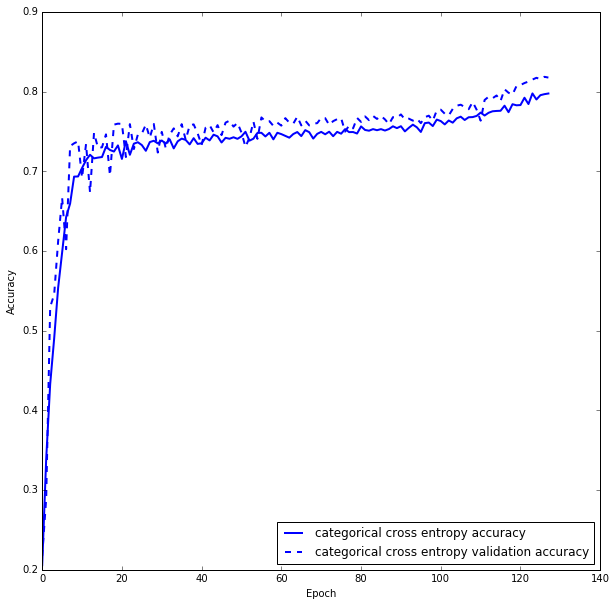 0.9
0.8
0.7
0.6
0.5
0.4
0.3
0.2
Accuracy
categorical cross entropy accuracy
categorical cross entropy validation accuracy
0 20 40 60 80 100 120 140
Epoch